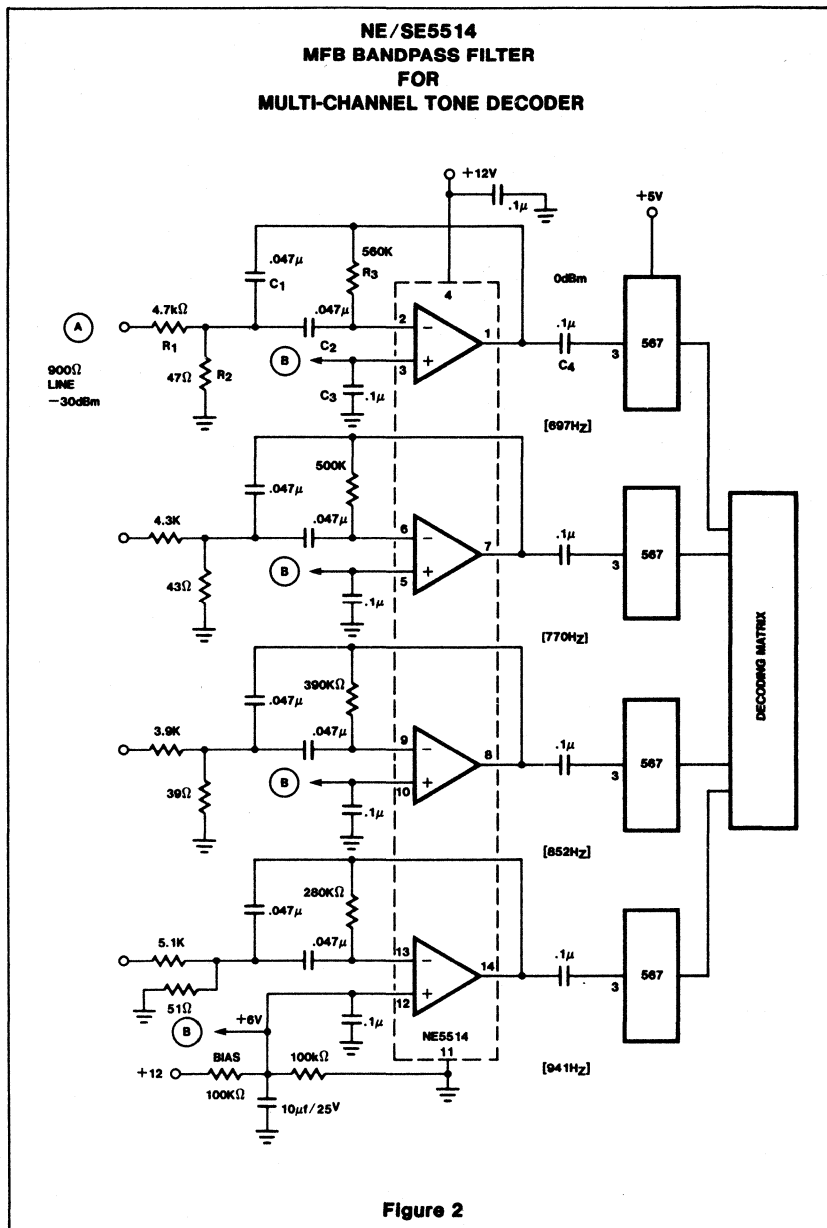 NE/SE5514
MFB BANDPASS FILTER
FOR
MULTI-CHANNEL TONE DECODER
+12V
.1µ
+5V
.047µ
C1
560K
R3
4
0dBm
A
4.7kΩ
R1
.047µ
C2
2
−
1
.1µ
C4
3
567
900Ω
LINE
−30dBm
47Ω
R2
B
3
+
C3
.1µ
[697HZ]
.047µ
500K
4.3K
.047µ
6
−
7
.1µ
3
567
43Ω
B
5
+
.1µ
[770HZ]
DECODING MATRIX
.047µ
390KΩ
3.9K
.047µ
9
−
8
.1µ
3
567
39Ω
B
10
+
.1µ
[852HZ]
.047µ
280KΩ
5.1K
.047µ
13
−
14
.1µ
3
567
51Ω
12
+
B
+6V
.1µ
NE5514
11
[941HZ]
+12
BIAS
100KΩ
100kΩ
10µf/25V
Figure 2